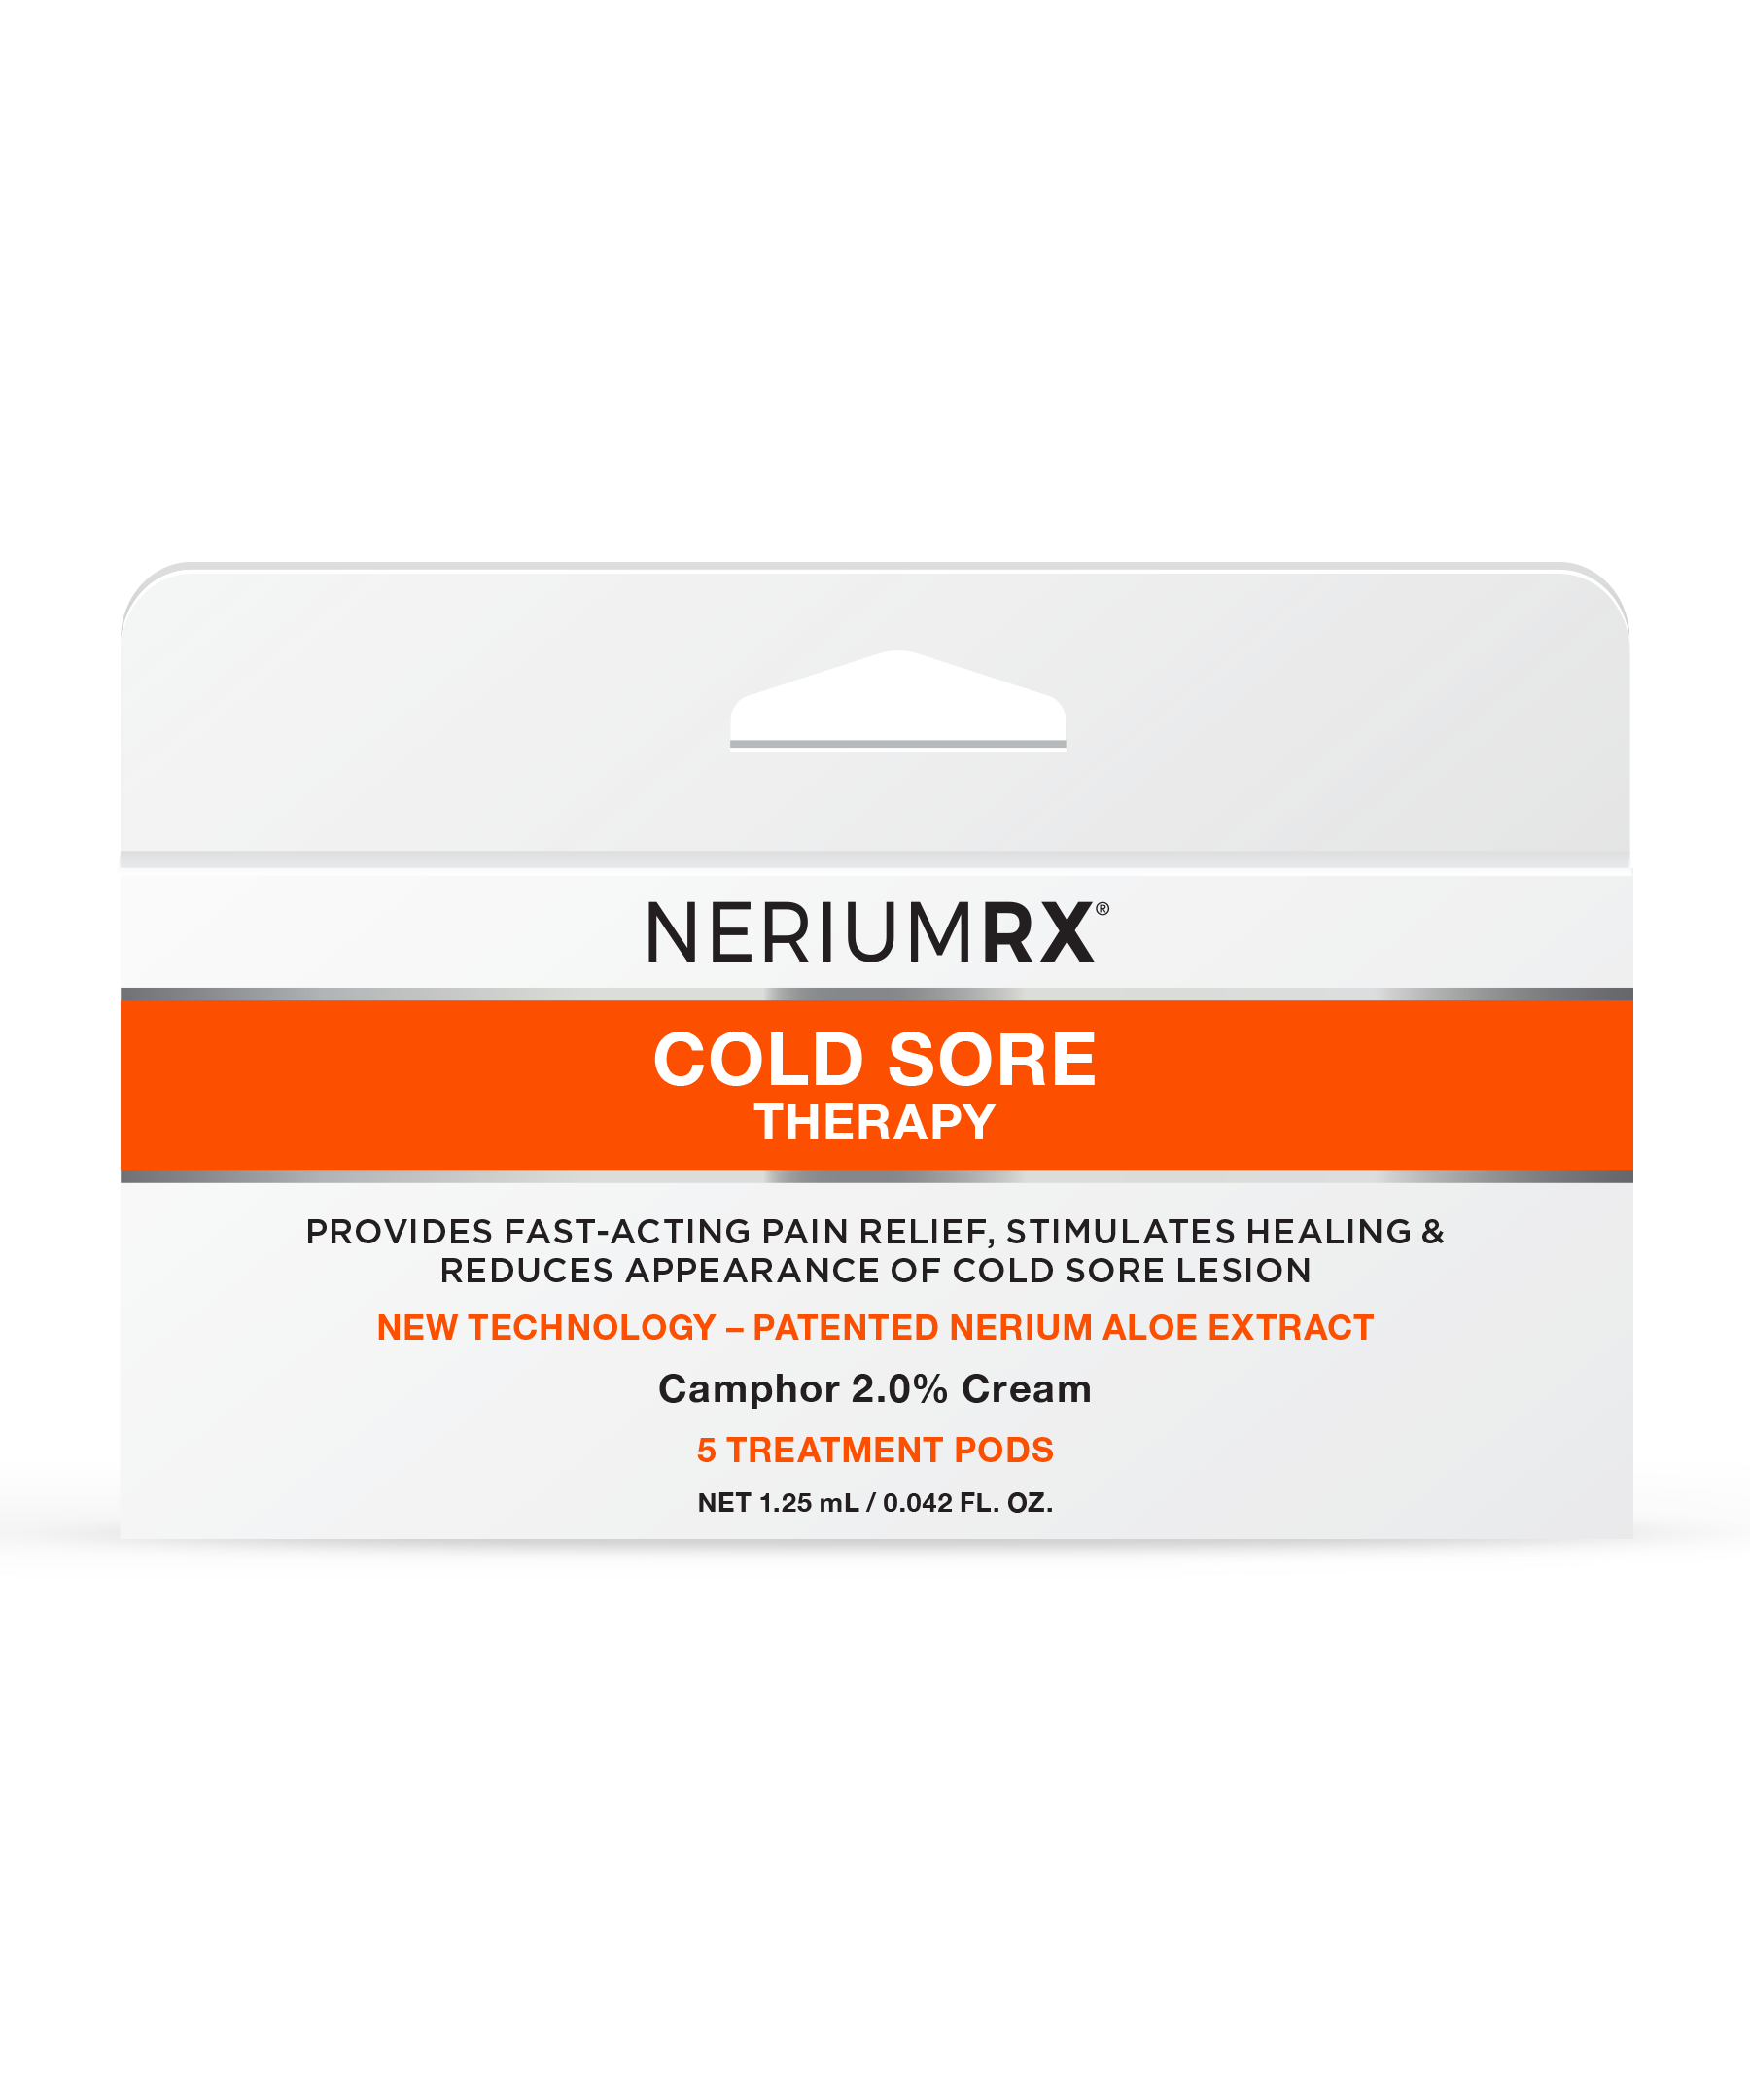 NERIUMRX®
COLD SORE
THERAPY
PROVIDES FAST-ACTING PAIN RELIEF, STIMULATES HEALING &
REDUCES APPEARANCE OF COLD SORE LESION
NEW TECHNOLOGY – PATENTED NERIUM ALOE EXTRACT
Camphor 2.0% Cream
5 TREATMENT PODS
NET 1.25 mL / 0.042 FL. OZ.